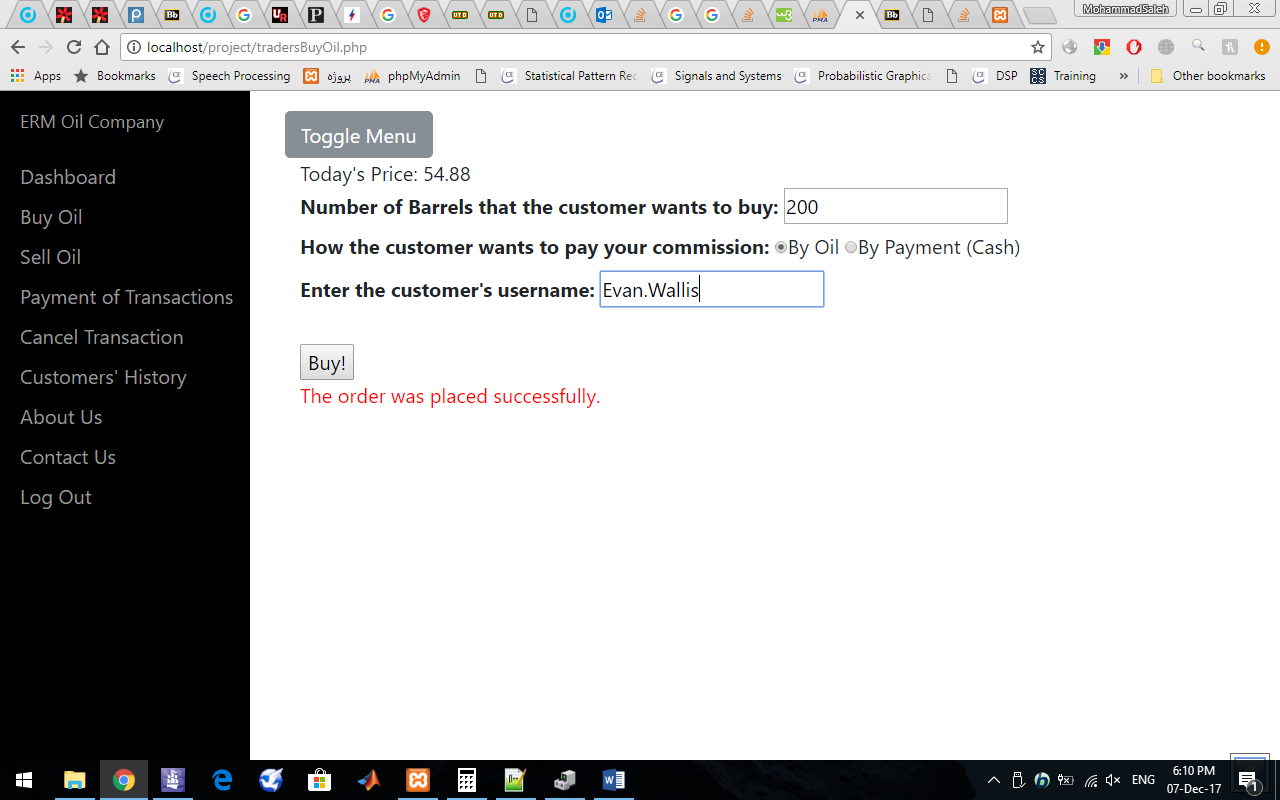 MohammadSaleh
localhost/project/tradersBuyOil.php
Apps Bookmarks Speech Processing پروژه phpMyAdmin Statistical Pattern Rec Signals and Systems Probabilistic Graphica DSP Training » Other bookmarks
ERM Oil Company
Dashboard
Buy Oil
Sell Oil
Payment of Transactions
Cancel Transaction
Customers' History
About Us
Contact Us
Log Out
Toggle Menu
Today's Price: 54.88
Number of Barrels that the customer wants to buy: 200
How the customer wants to pay your commission: By Oil By Payment (Cash)
Enter the customer's username: Evan.Wallis
Buy!
The order was placed successfully.
ENG
6:10 PM
07-Dec-17
1